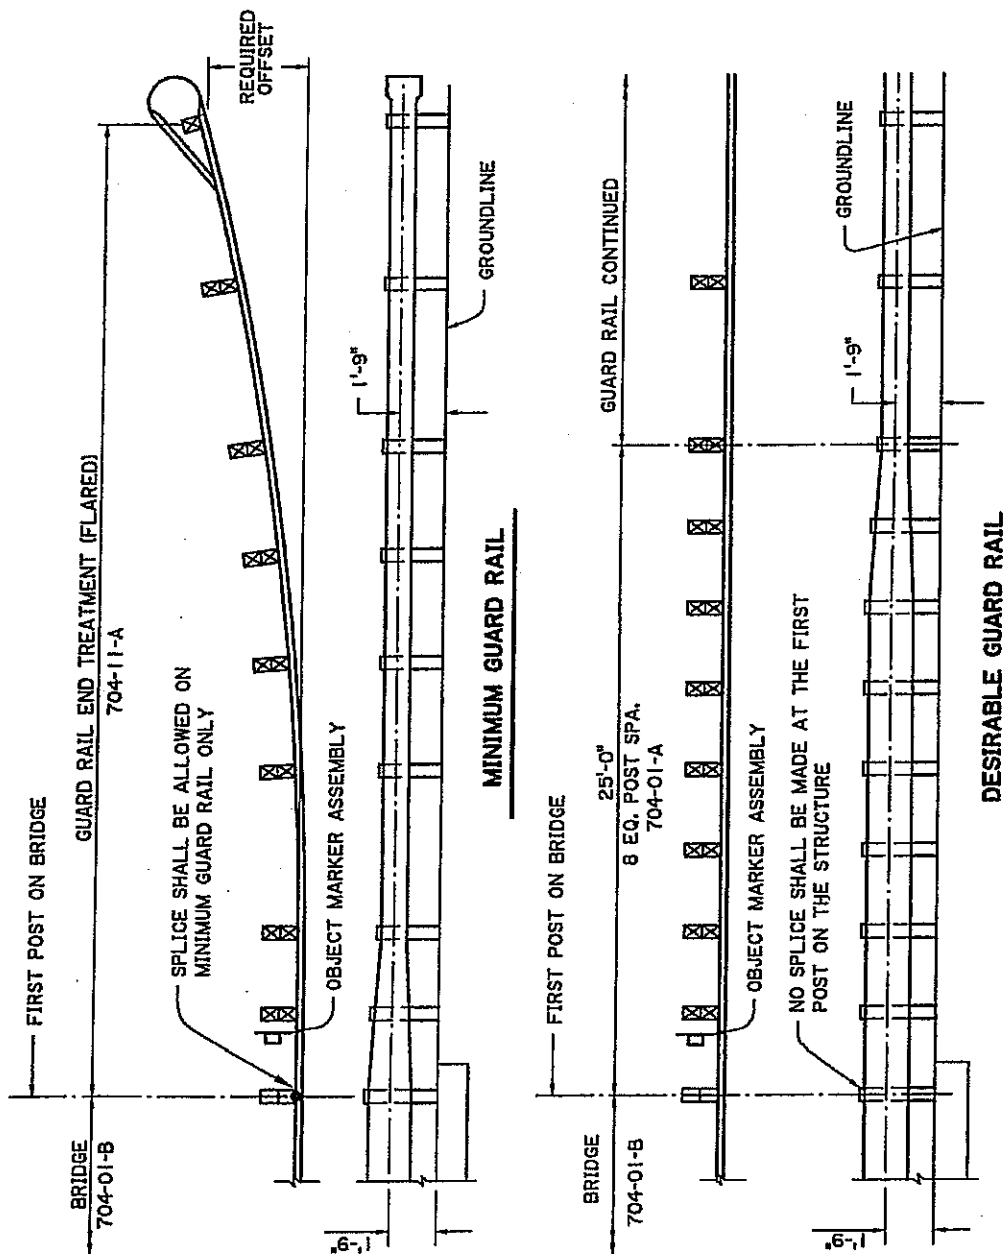 FIRST POST ON BRIDGE
BRIDGE
704-01-B
GUARD RAIL END TREATMENT (FLARED)
704-11-A
SPLICE SHALL BE ALLOWED ON
MINIMUM GUARD RAIL ONLY
REQUIRED
OFFSET
OBJECT MARKER ASSEMBLY
1'-9"
1'-9"
GROUNDLINE
MINIMUM GUARD RAIL
FIRST POST ON BRIDGE
BRIDGE
704-01-B
25'-0"
8 EQ. POST SPA.
704-01-A
GUARD RAIL CONTINUED
OBJECT MARKER ASSEMBLY
NO SPLICE SHALL BE MADE AT THE FIRST
POST ON THE STRUCTURE
1'-9"
1'-9"
GROUNDLINE
DESIRABLE GUARD RAIL